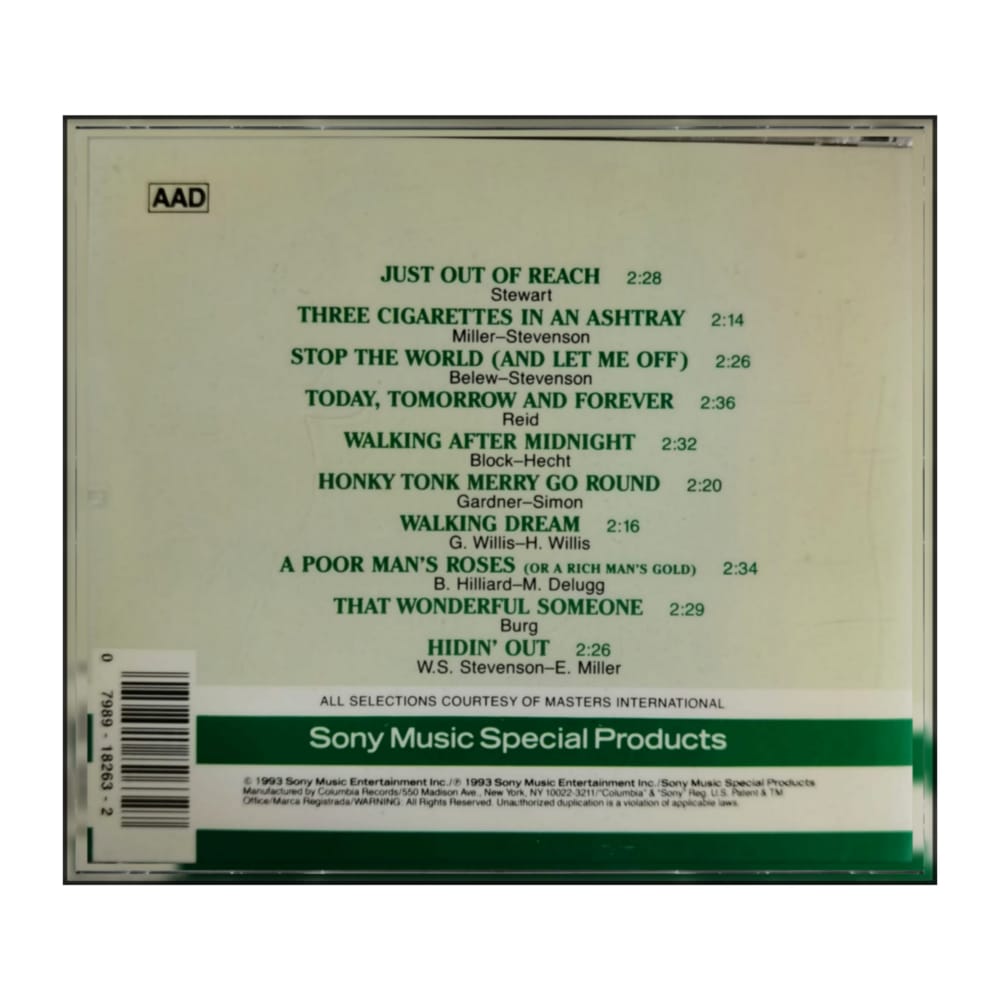 AAD
JUST OUT OF REACH 2:28
Stewart
THREE CIGARETTES IN AN ASHTRAY 2:14
Miller–Stevenson
STOP THE WORLD (AND LET ME OFF) 2:26
Belew–Stevenson
TODAY, TOMORROW AND FOREVER 2:36
Reid
WALKING AFTER MIDNIGHT 2:32
Block–Hecht
HONKY TONK MERRY GO ROUND 2:20
Gardner–Simon
WALKING DREAM 2:16
G. Willis–H. Willis
A POOR MAN'S ROSES (OR A RICH MAN'S GOLD) 2:34
B. Hilliard–M. Delugg
THAT WONDERFUL SOMEONE 2:29
Burg
HIDIN' OUT 2:26
W.S. Stevenson–E. Miller
0 7989-18263-2
ALL SELECTIONS COURTESY OF MASTERS INTERNATIONAL
Sony Music Special Products
© 1993 Sony Music Entertainment Inc./℗ 1993 Sony Music Entertainment Inc./Sony Music Special Products
Manufactured by Columbia Records/550 Madison Ave., New York, NY 10022-3211/"Columbia" & "Sony" Reg. U.S. Patent & TM
Office/Marca Registrada/WARNING: All Rights Reserved. Unauthorized duplication is a violation of applicable laws.